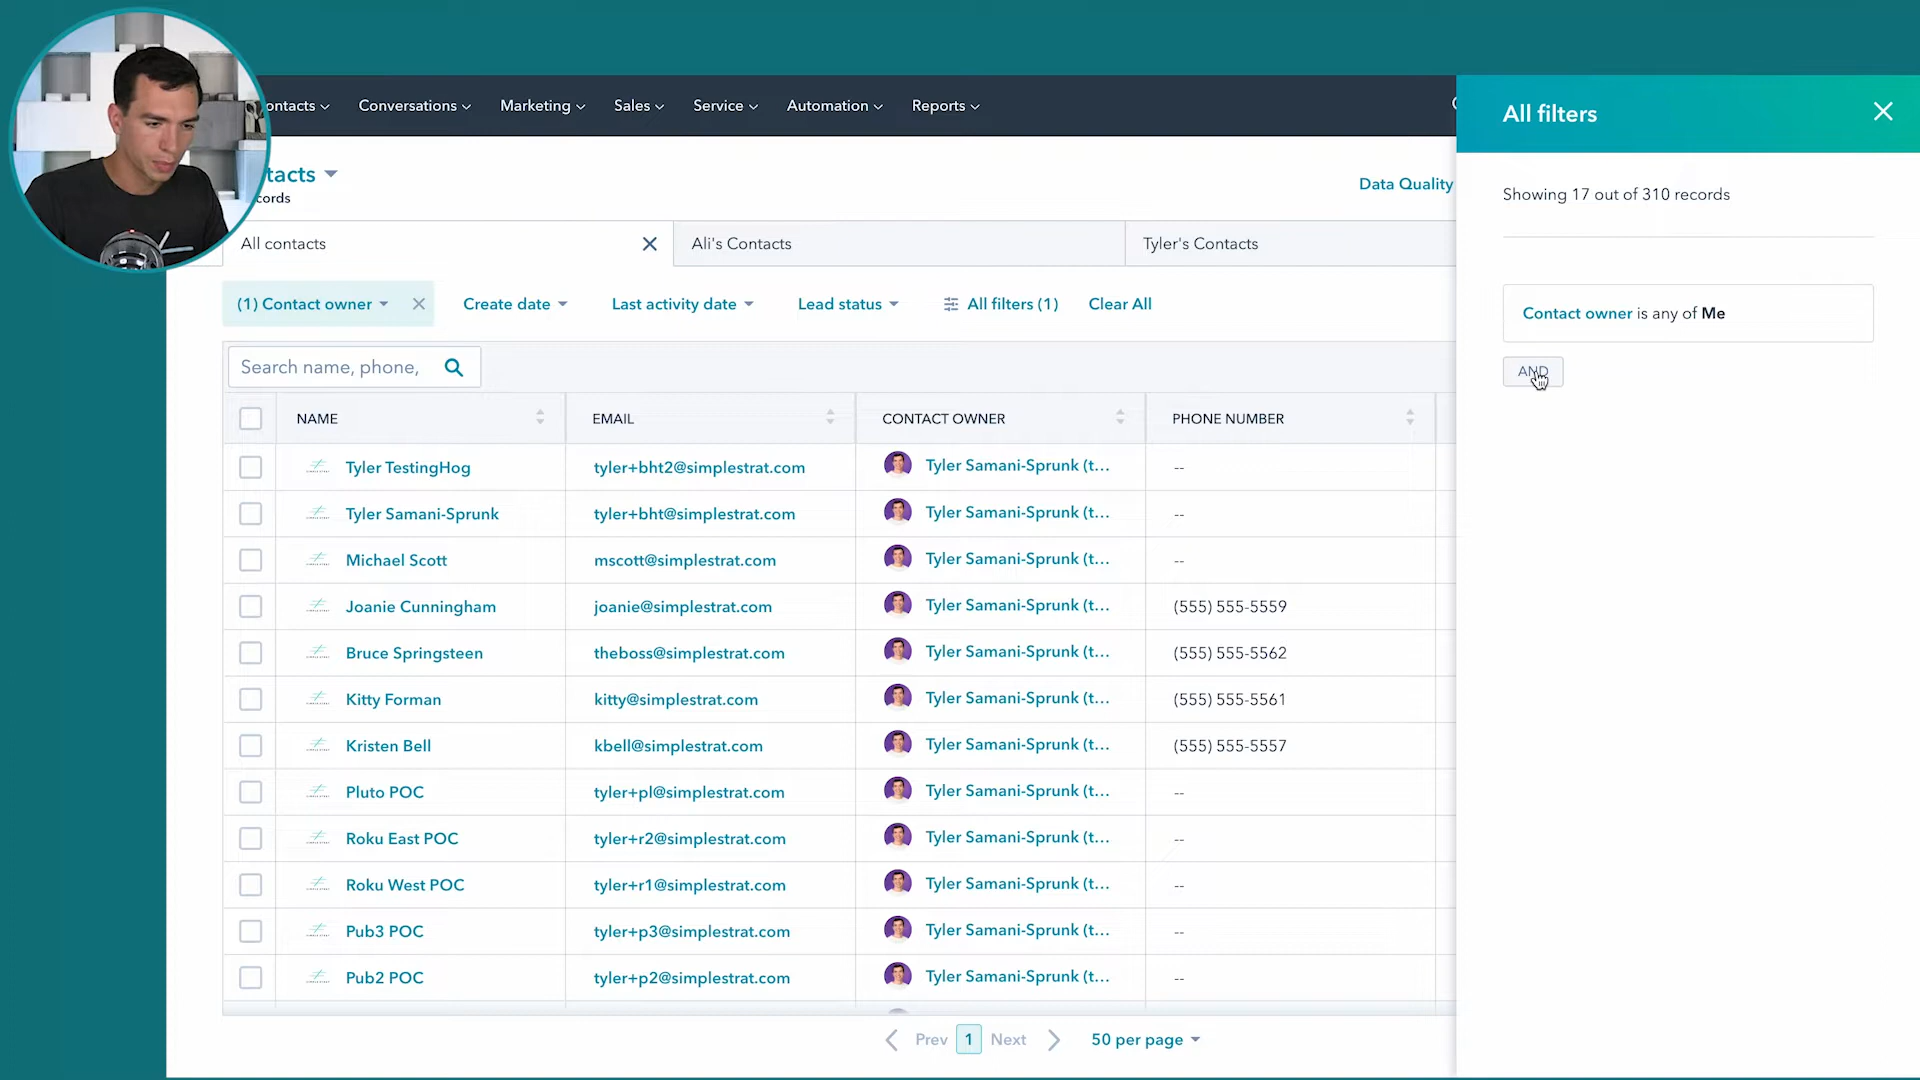 ontacts
Conversations
Marketing
Sales
Service
Automation
Reports
All filters
tacts
cords
Data Quality
Showing 17 out of 310 records
All contacts
Ali's Contacts
Tyler's Contacts
(1) Contact owner
Create date
Last activity date
Lead status
All filters (1)
Clear All
Contact owner is any of Me
AND
Search name, phone,
NAME
EMAIL
CONTACT OWNER
PHONE NUMBER
Tyler TestingHog
tyler+bht2@simplestrat.com
Tyler Samani-Sprunk (t...
--
Tyler Samani-Sprunk
tyler+bht@simplestrat.com
Tyler Samani-Sprunk (t...
--
Michael Scott
mscott@simplestrat.com
Tyler Samani-Sprunk (t...
--
Joanie Cunningham
joanie@simplestrat.com
Tyler Samani-Sprunk (t...
(555) 555-5559
Bruce Springsteen
theboss@simplestrat.com
Tyler Samani-Sprunk (t...
(555) 555-5562
Kitty Forman
kitty@simplestrat.com
Tyler Samani-Sprunk (t...
(555) 555-5561
Kristen Bell
kbell@simplestrat.com
Tyler Samani-Sprunk (t...
(555) 555-5557
Pluto POC
tyler+pl@simplestrat.com
Tyler Samani-Sprunk (t...
--
Roku East POC
tyler+r2@simplestrat.com
Tyler Samani-Sprunk (t...
--
Roku West POC
tyler+r1@simplestrat.com
Tyler Samani-Sprunk (t...
--
Pub3 POC
tyler+p3@simplestrat.com
Tyler Samani-Sprunk (t...
--
Pub2 POC
tyler+p2@simplestrat.com
Tyler Samani-Sprunk (t...
--
Prev
1
Next
50 per page